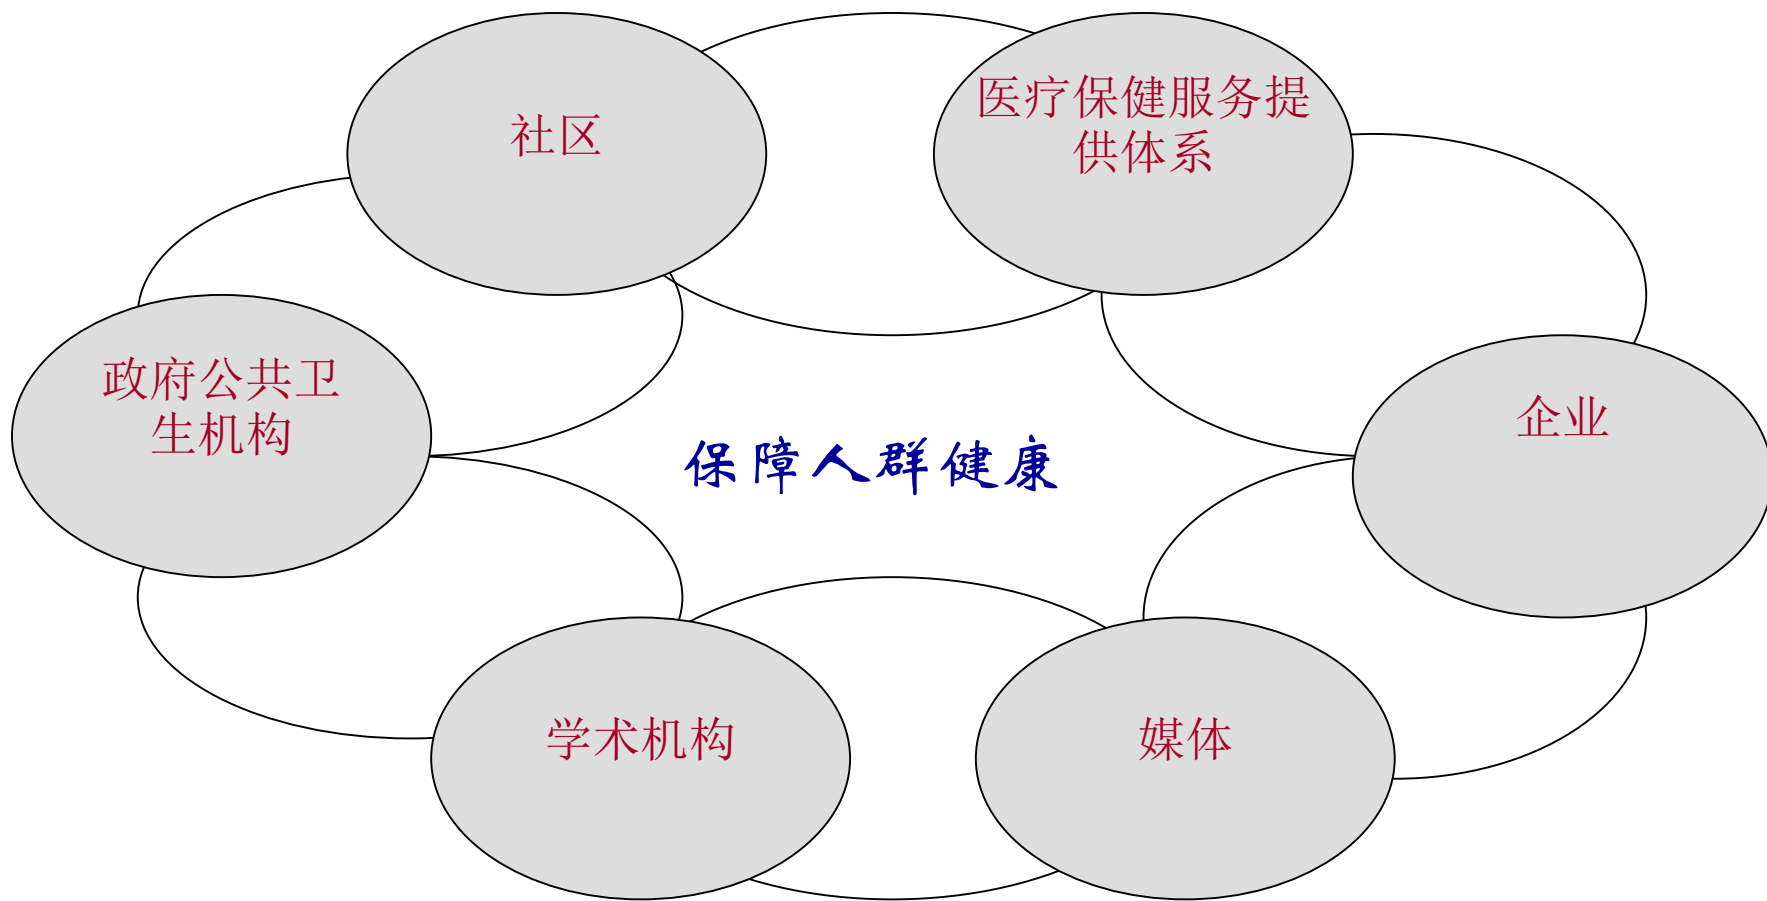 社区
医疗保健服务提
供体系
政府公共卫
生机构
企业
保障人群健康
学术机构
媒体